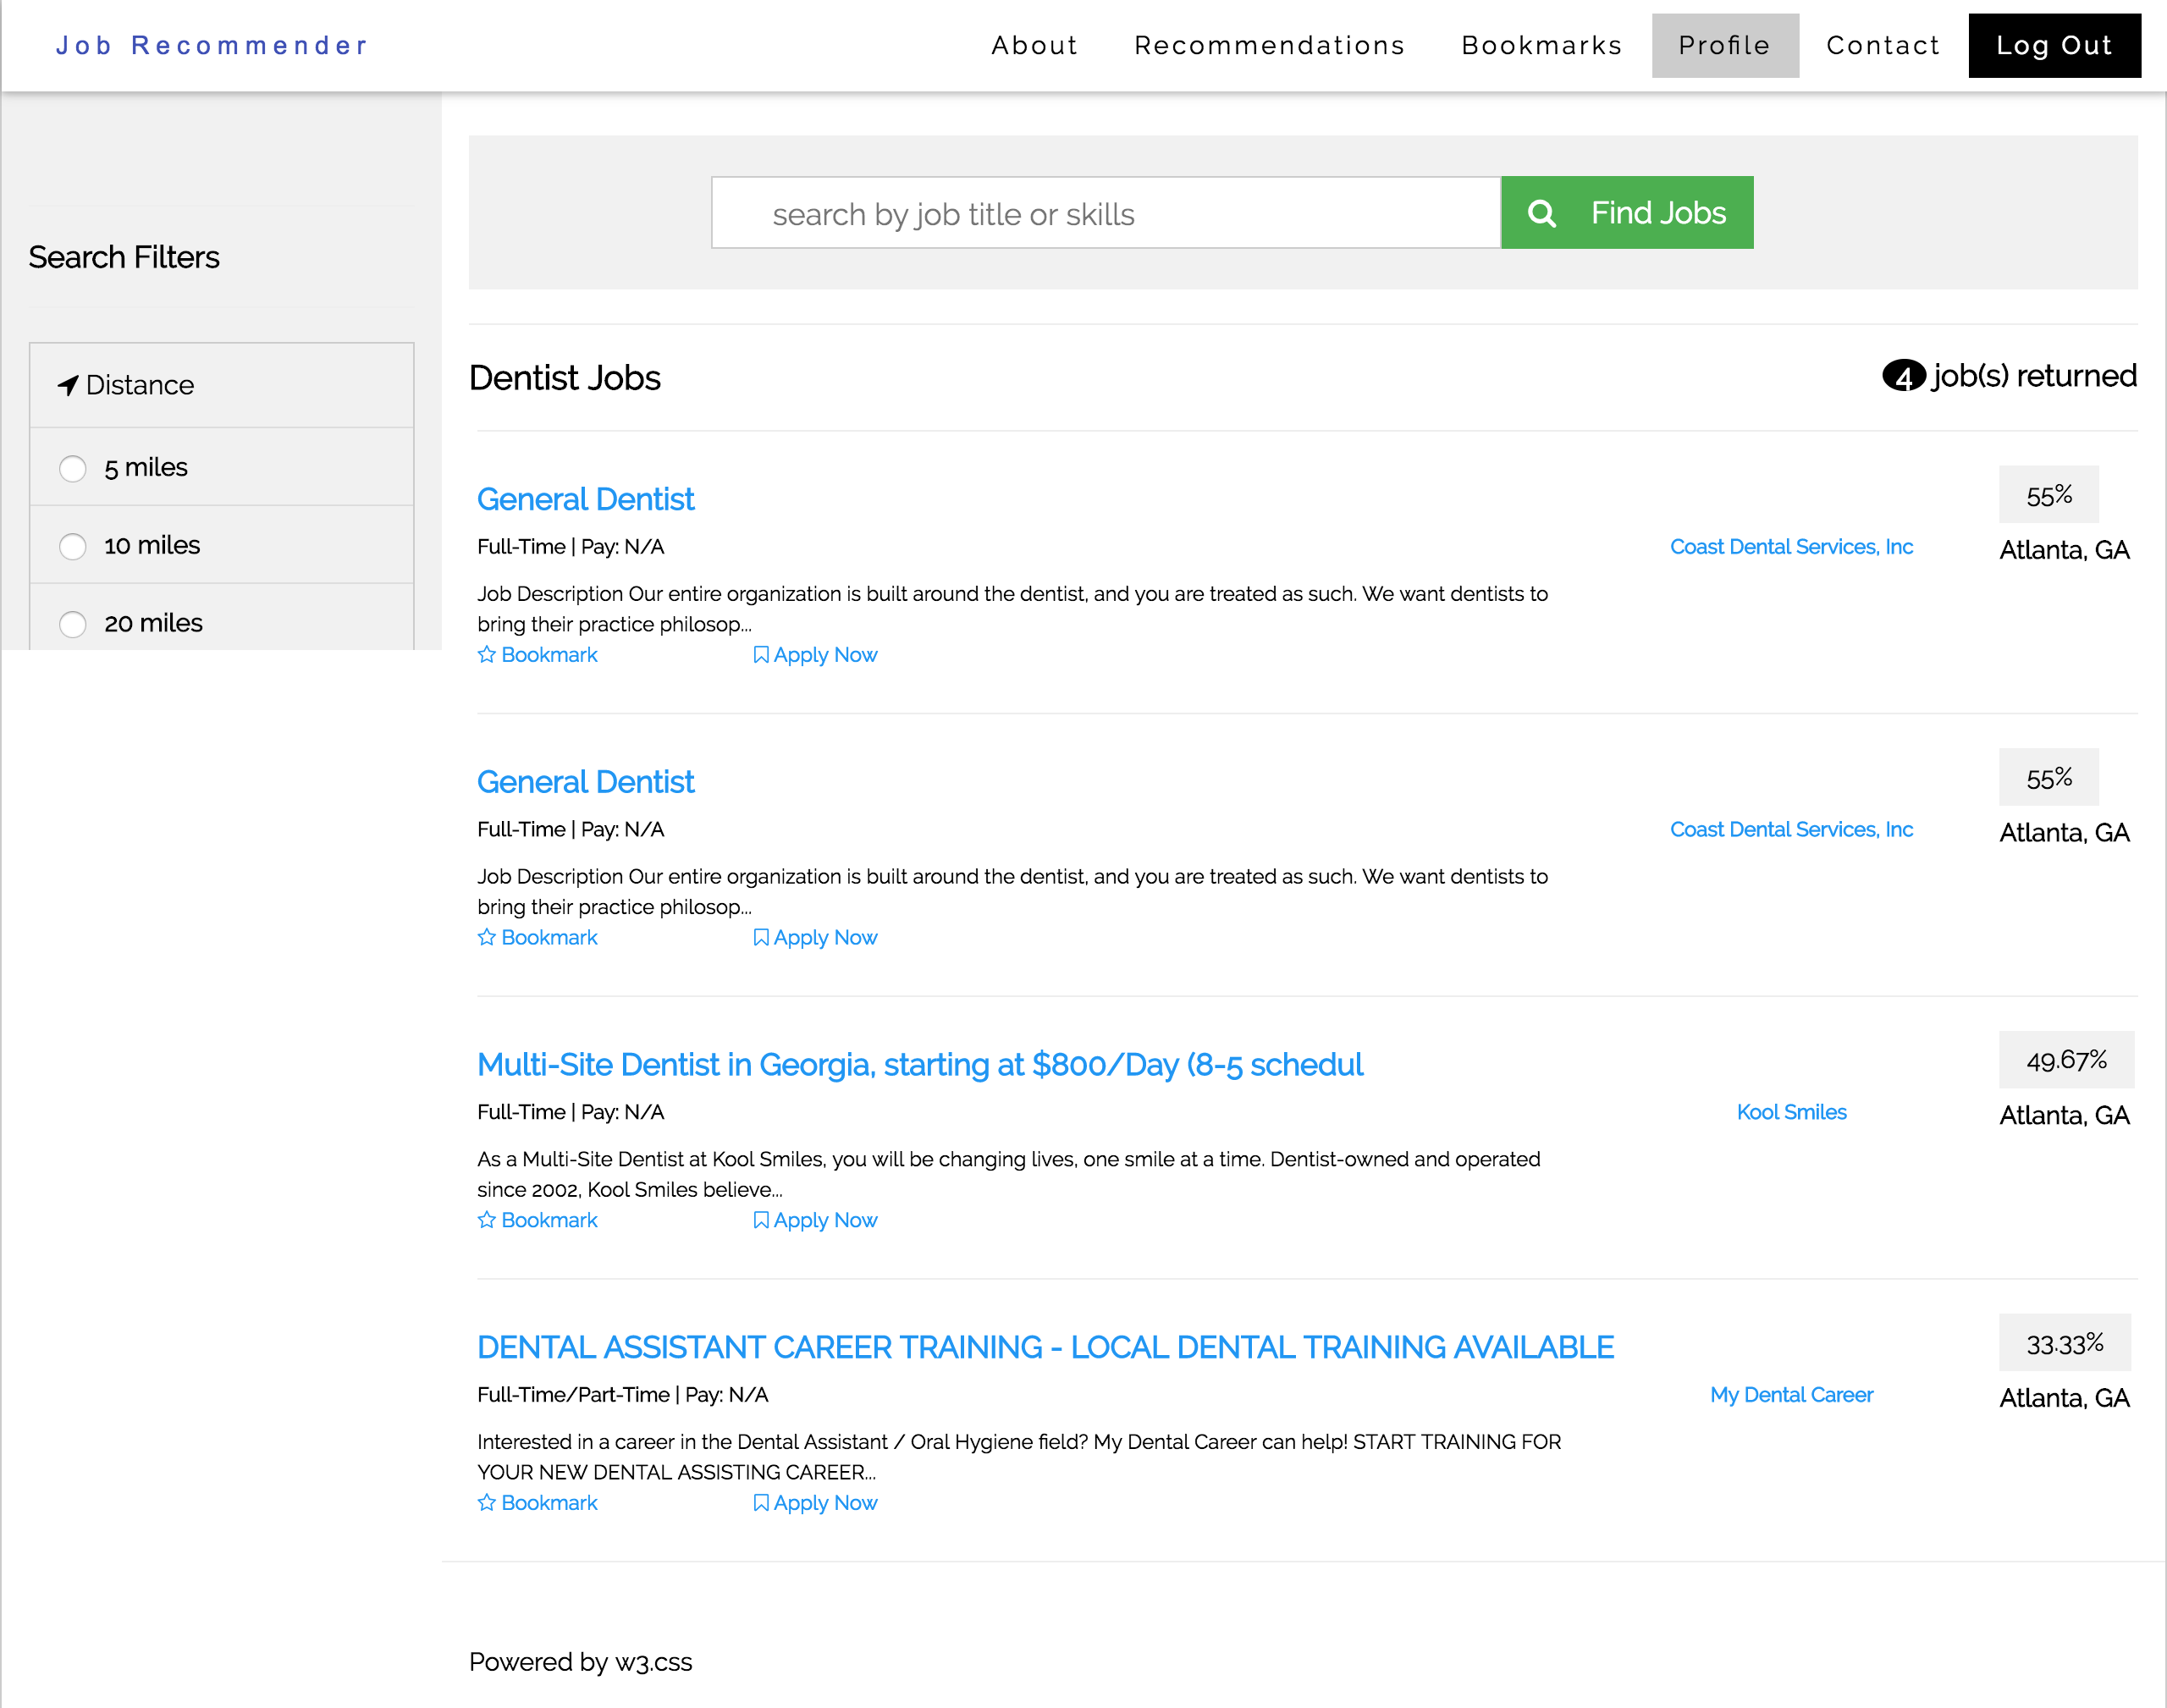 Job Recommender
About Recommendations Bookmarks Profile Contact Log Out
Search Filters
Distance
5 miles
10 miles
20 miles
search by job title or skills Find Jobs
Dentist Jobs 4 job(s) returned
General Dentist 55%
Full-Time | Pay: N/A Coast Dental Services, Inc Atlanta, GA
Job Description Our entire organization is built around the dentist, and you are treated as such. We want dentists to
bring their practice philosop...
Bookmark Apply Now
General Dentist 55%
Full-Time | Pay: N/A Coast Dental Services, Inc Atlanta, GA
Job Description Our entire organization is built around the dentist, and you are treated as such. We want dentists to
bring their practice philosop...
Bookmark Apply Now
Multi-Site Dentist in Georgia, starting at $800/Day (8-5 schedul 49.67%
Full-Time | Pay: N/A Kool Smiles Atlanta, GA
As a Multi-Site Dentist at Kool Smiles, you will be changing lives, one smile at a time. Dentist-owned and operated
since 2002, Kool Smiles believe...
Bookmark Apply Now
DENTAL ASSISTANT CAREER TRAINING - LOCAL DENTAL TRAINING AVAILABLE 33.33%
Full-Time/Part-Time | Pay: N/A My Dental Career Atlanta, GA
Interested in a career in the Dental Assistant / Oral Hygiene field? My Dental Career can help! START TRAINING FOR
YOUR NEW DENTAL ASSISTING CAREER...
Bookmark Apply Now
Powered by w3.css